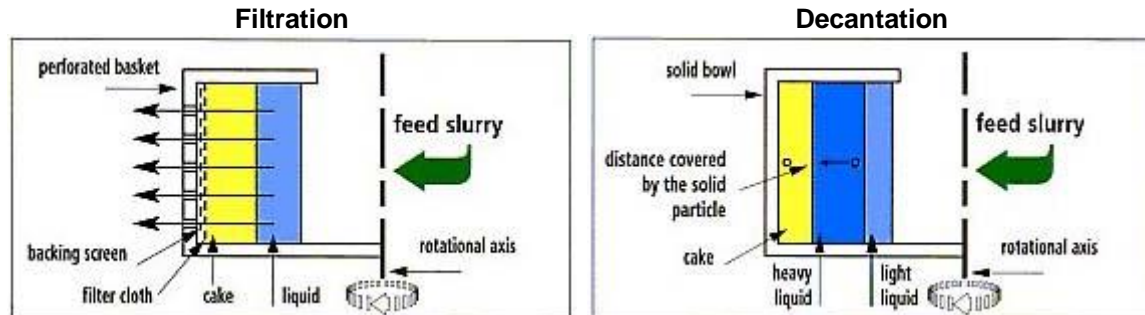 Filtration
perforated basket
feed slurry
backing screen
filter cloth
cake
liquid
rotational axis
Decantation
solid bowl
feed slurry
distance covered
by the solid
particle
cake
heavy
liquid
light
liquid
rotational axis